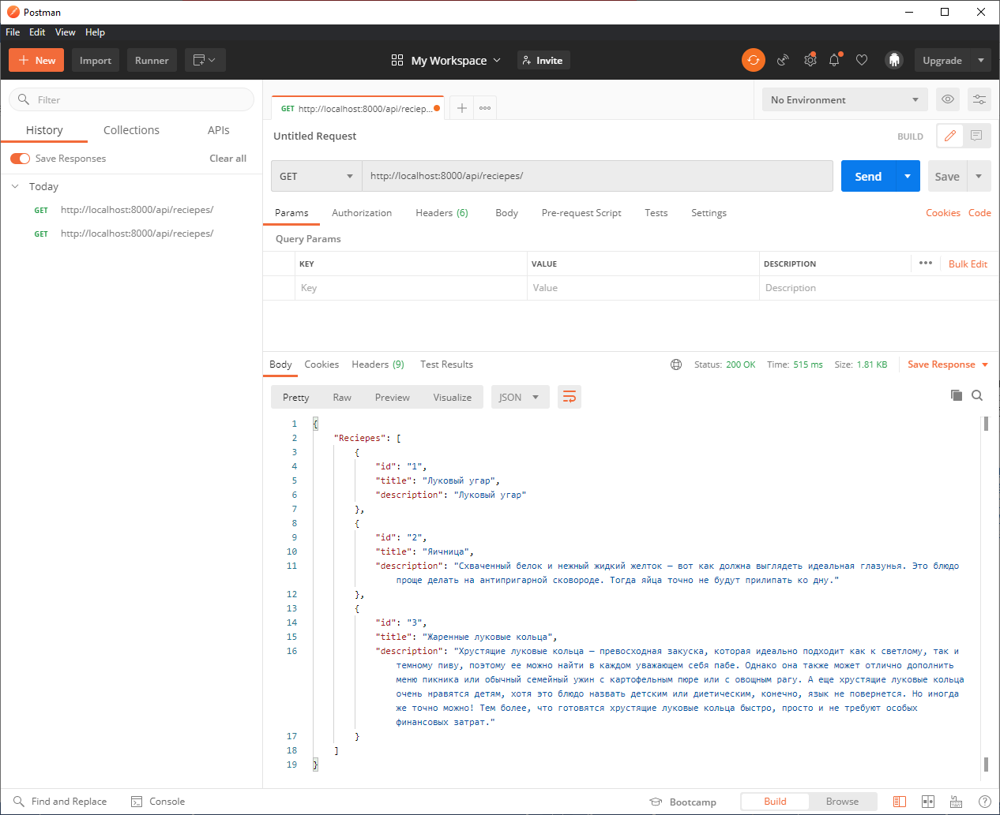 Postman
File Edit View Help
New Import Runner My Workspace Invite Upgrade
Filter
History Collections APIs
Save Responses Clear all
Today
GET http://localhost:8000/api/reciepes/
GET http://localhost:8000/api/reciepes/
GET http://localhost:8000/api/reciep...
No Environment
Untitled Request BUILD
GET http://localhost:8000/api/reciepes/ Send Save
Params Authorization Headers (6) Body Pre-request Script Tests Settings Cookies Code
Query Params
KEY VALUE DESCRIPTION Bulk Edit
Key Value Description
Body Cookies Headers (9) Test Results Status: 200 OK Time: 515 ms Size: 1.81 KB Save Response
Pretty Raw Preview Visualize JSON
1 {
2 "Reciepes": [
3 {
4 "id": "1",
5 "title": "Луковый угар",
6 "description": "Луковый угар"
7 },
8 {
9 "id": "2",
10 "title": "Яичница",
11 "description": "Схваченный белок и нежный жидкий желток — вот как должна выглядеть идеальная глазунья. Это блюдо
проще делать на антипригарной сковороде. Тогда яйца точно не будут прилипать ко дну."
12 },
13 {
14 "id": "3",
15 "title": "Жаренные луковые кольца",
16 "description": "Хрустящие луковые кольца — превосходная закуска, которая идеально подходит как к светлому, так и
темному пиву, поэтому ее можно найти в каждом уважающем себя пабе. Однако она также может отлично дополнить
меню пикника или обычный семейный ужин с картофельным пюре или с овощным рагу. А еще хрустящие луковые кольца
очень нравятся детям, хотя это блюдо назвать детским или диетическим, конечно, язык не повернется. Но иногда
же точно можно! Тем более, что готовятся хрустящие луковые кольца быстро, просто и не требуют особых
финансовых затрат."
17 }
18 ]
19 }
Find and Replace Console Bootcamp Build Browse